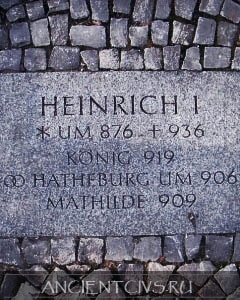 HEINRICH I
* UM 876 + 936
KÖNIG 919
⚭ HATHEBURG UM 906
MATHILDE 909
ANCIENTCIVS.RU